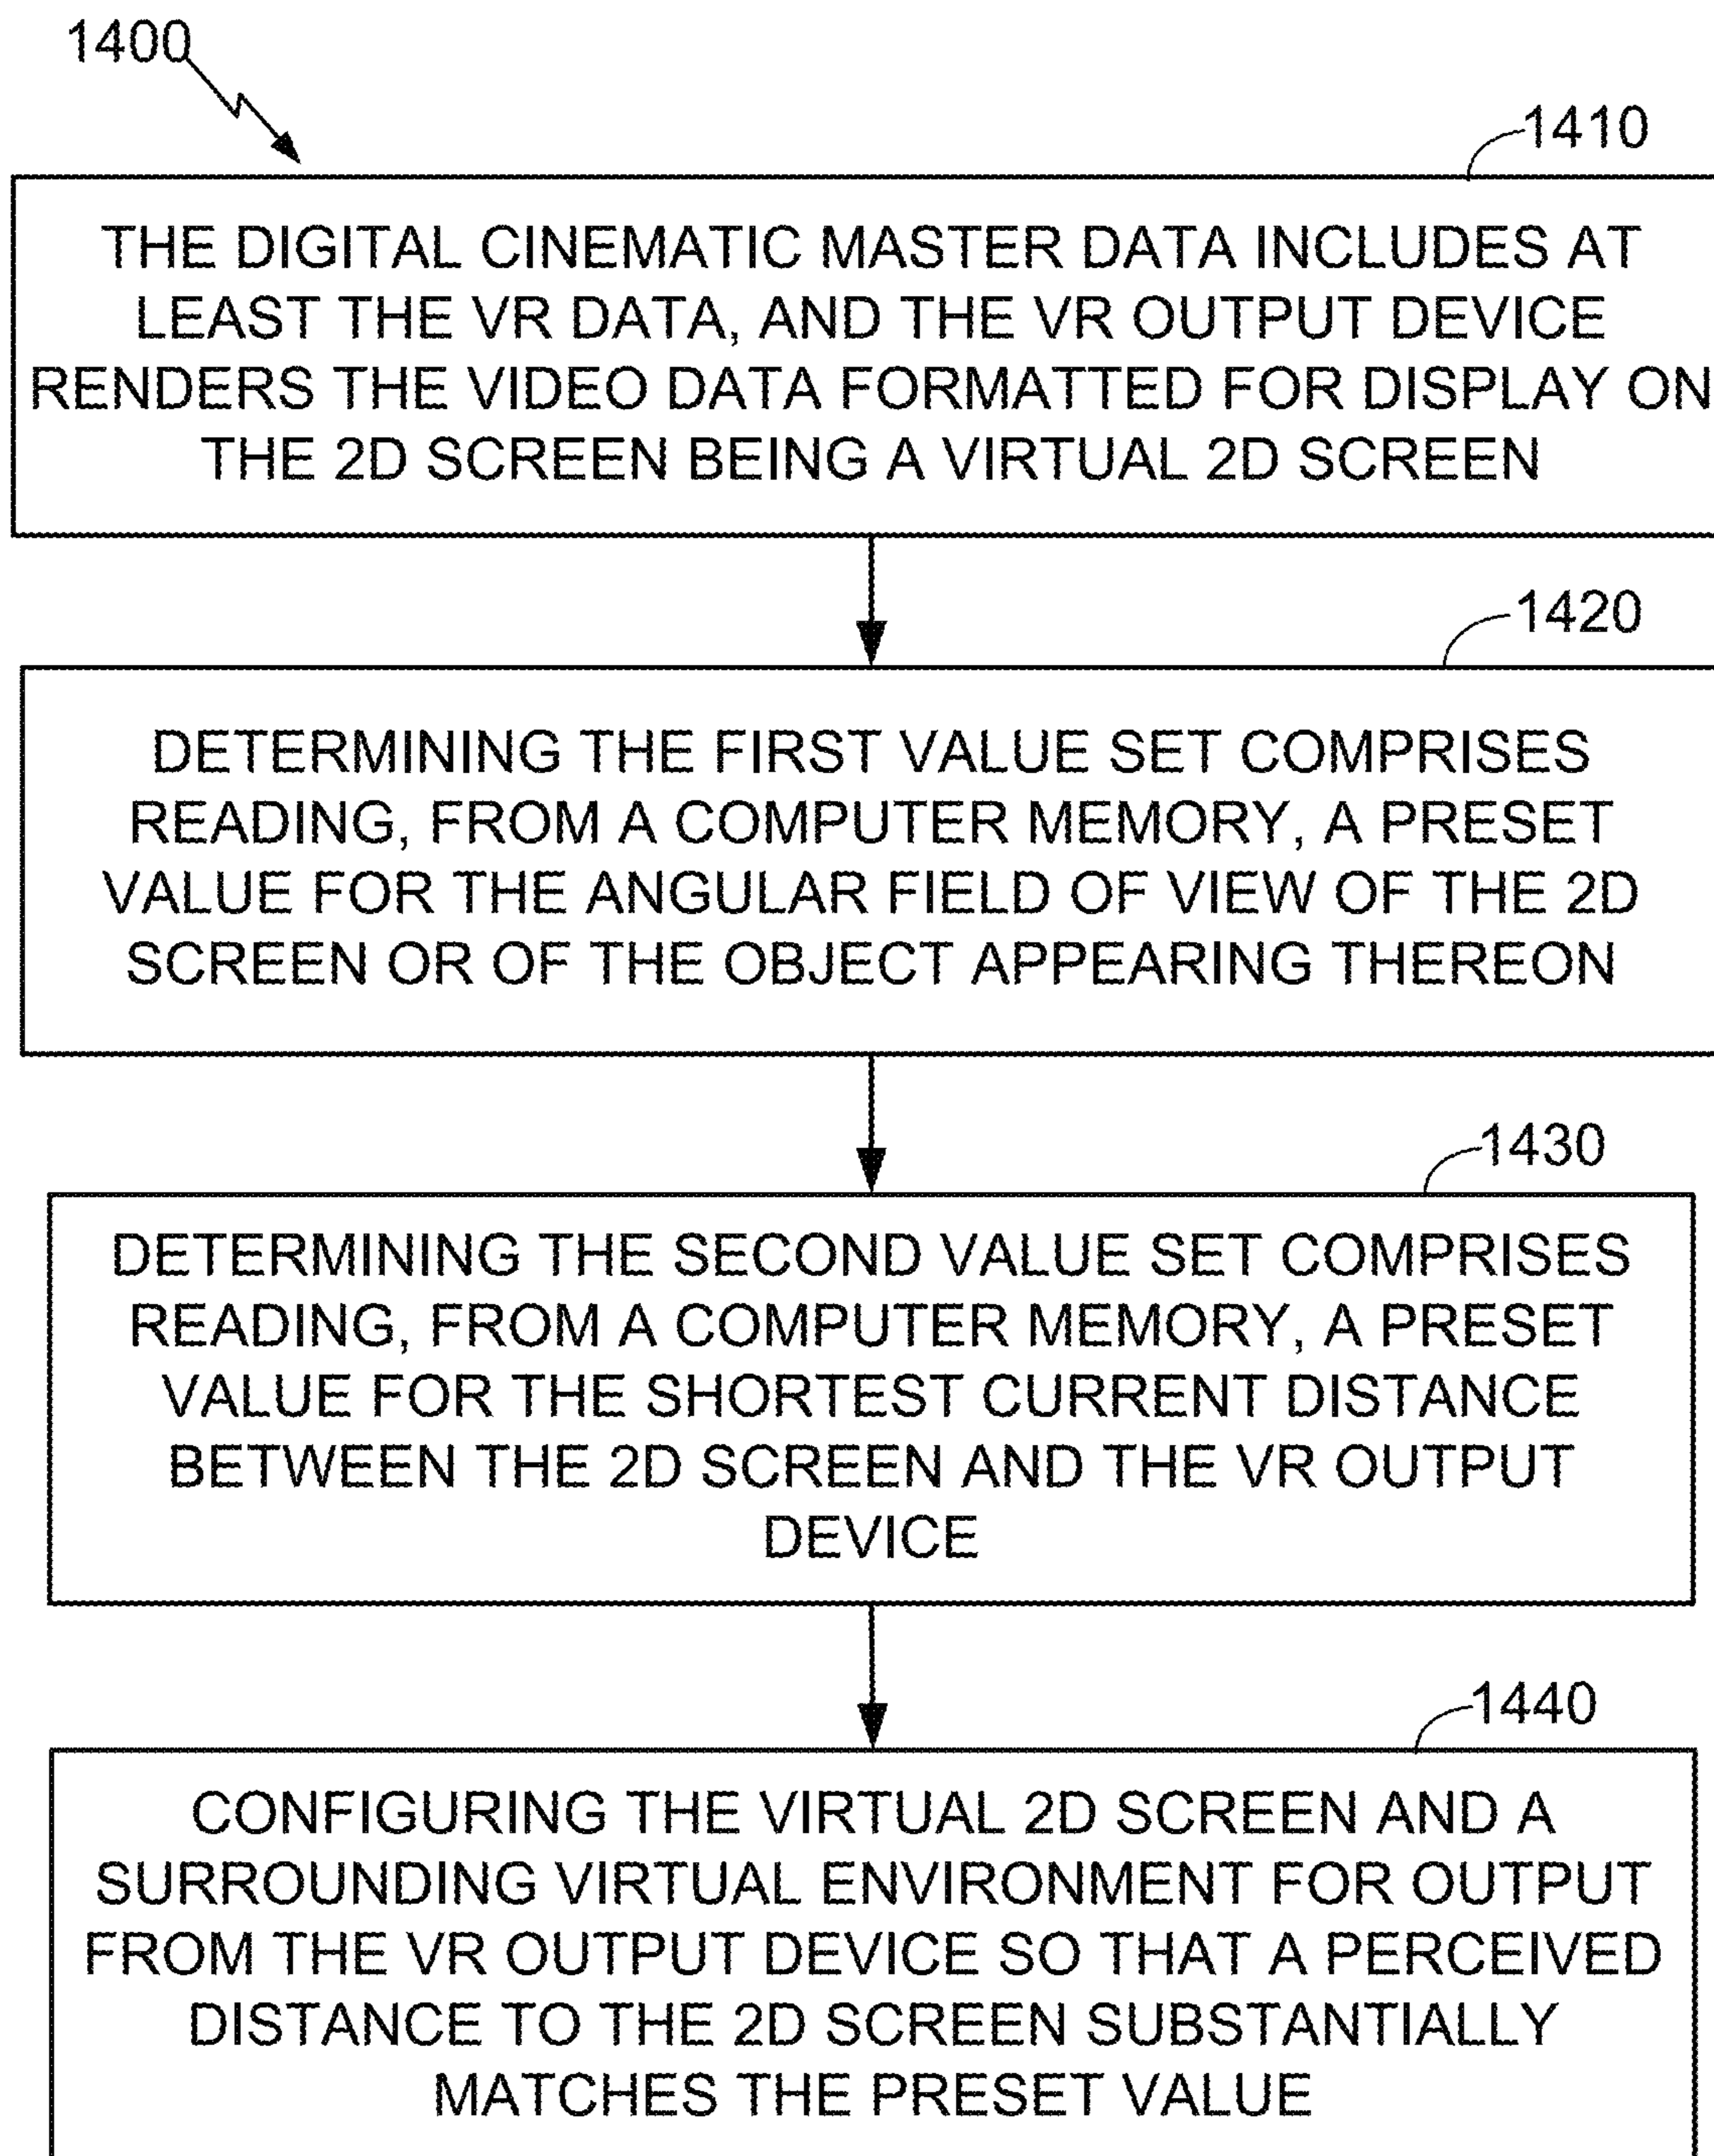 1400
1410
THE DIGITAL CINEMATIC MASTER DATA INCLUDES AT
LEAST THE VR DATA, AND THE VR OUTPUT DEVICE
RENDERS THE VIDEO DATA FORMATTED FOR DISPLAY ON
THE 2D SCREEN BEING A VIRTUAL 2D SCREEN
1420
DETERMINING THE FIRST VALUE SET COMPRISES
READING, FROM A COMPUTER MEMORY, A PRESET
VALUE FOR THE ANGULAR FIELD OF VIEW OF THE 2D
SCREEN OR OF THE OBJECT APPEARING THEREON
1430
DETERMINING THE SECOND VALUE SET COMPRISES
READING, FROM A COMPUTER MEMORY, A PRESET
VALUE FOR THE SHORTEST CURRENT DISTANCE
BETWEEN THE 2D SCREEN AND THE VR OUTPUT
DEVICE
1440
CONFIGURING THE VIRTUAL 2D SCREEN AND A
SURROUNDING VIRTUAL ENVIRONMENT FOR OUTPUT
FROM THE VR OUTPUT DEVICE SO THAT A PERCEIVED
DISTANCE TO THE 2D SCREEN SUBSTANTIALLY
MATCHES THE PRESET VALUE